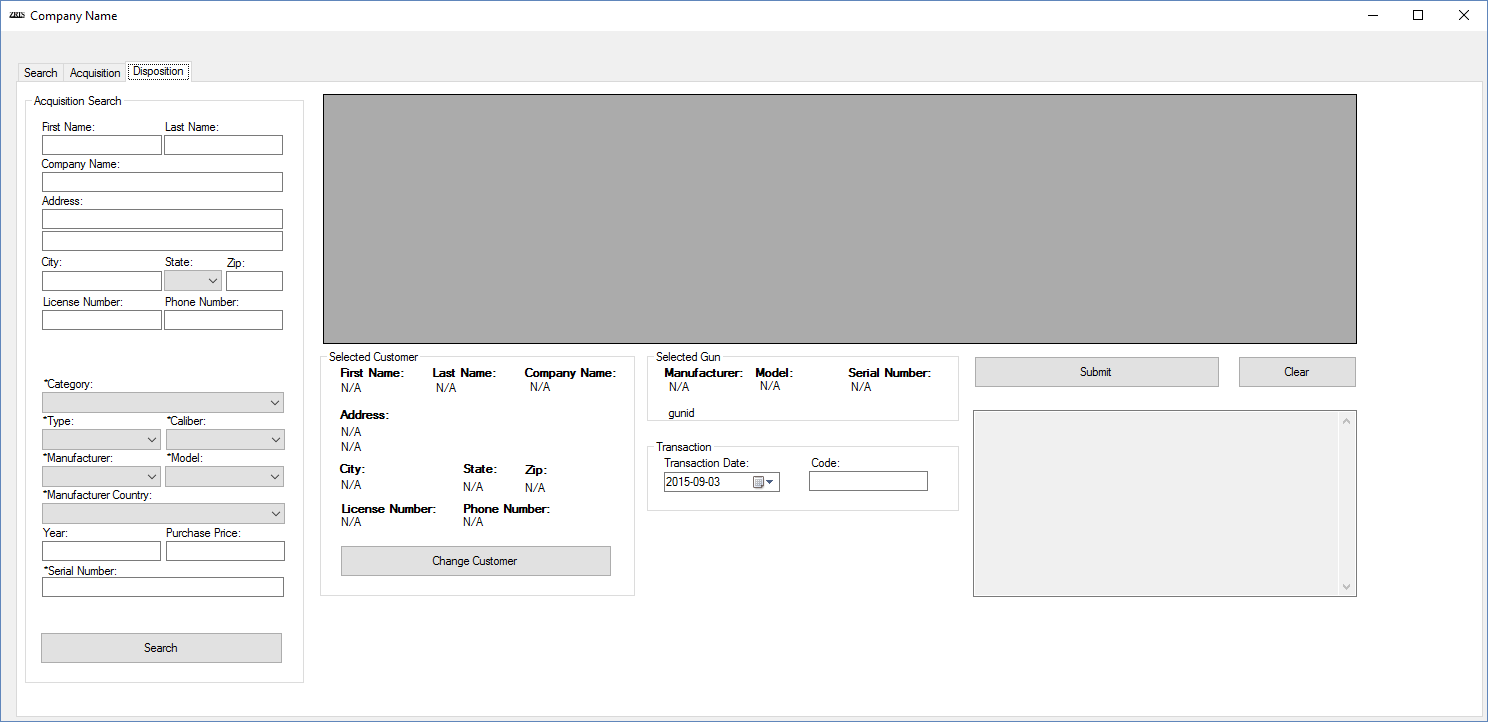 ZRIS Company Name
Search Acquisition Disposition
Acquisition Search
First Name: Last Name:
Company Name:
Address:
City: State: Zip:
License Number: Phone Number:
*Category:
*Type: *Caliber:
*Manufacturer: *Model:
*Manufacturer Country:
Year: Purchase Price:
*Serial Number:
Search
Selected Customer
First Name: Last Name: Company Name:
N/A N/A N/A
Address:
N/A
N/A
City: State: Zip:
N/A N/A N/A
License Number: Phone Number:
N/A N/A
Change Customer
Selected Gun
Manufacturer: Model: Serial Number:
N/A N/A N/A
gunid
Transaction
Transaction Date: Code:
2015-09-03
Submit Clear